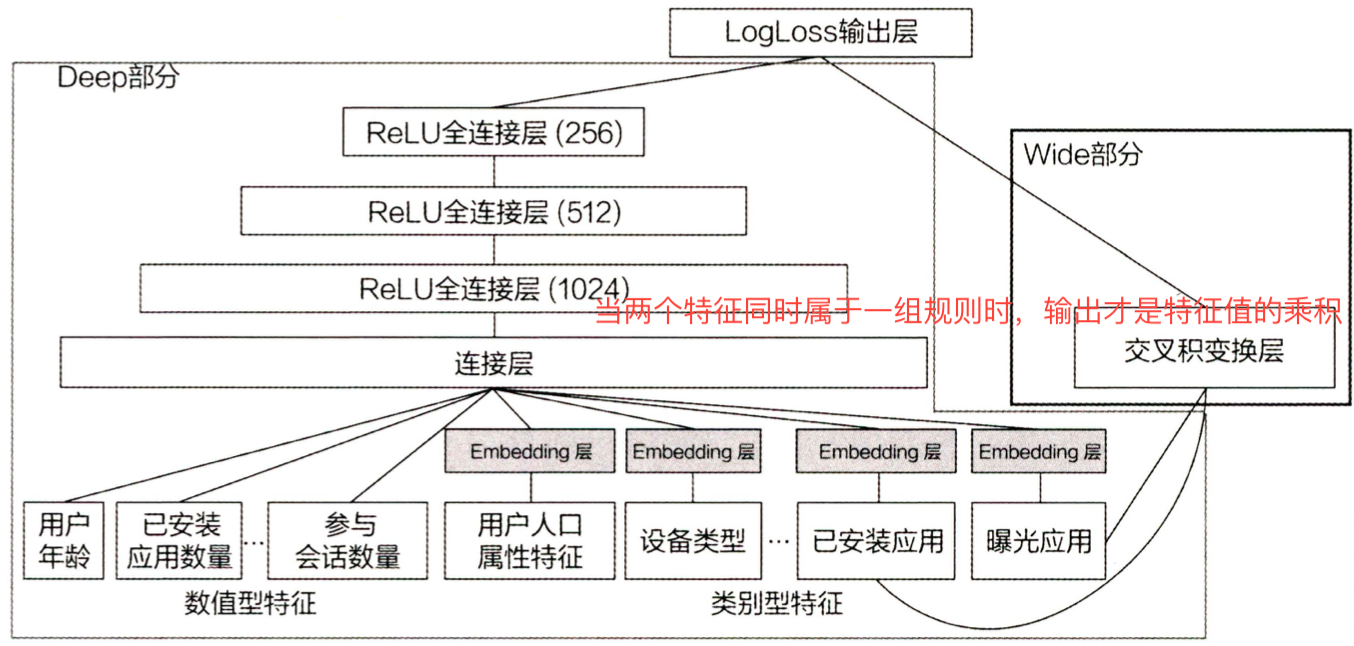 LogLoss输出层
Deep部分
ReLU全连接层 (256)
Wide部分
ReLU全连接层 (512)
ReLU全连接层 (1024)
当两个特征同时属于一组规则时，输出才是特征值的乘积
连接层
交叉积变换层
Embedding 层
Embedding 层
Embedding 层
Embedding 层
用户
年龄
已安装
应用数量
…
参与
会话数量
用户人口
属性特征
设备类型
…
已安装应用
曝光应用
数值型特征
类别型特征